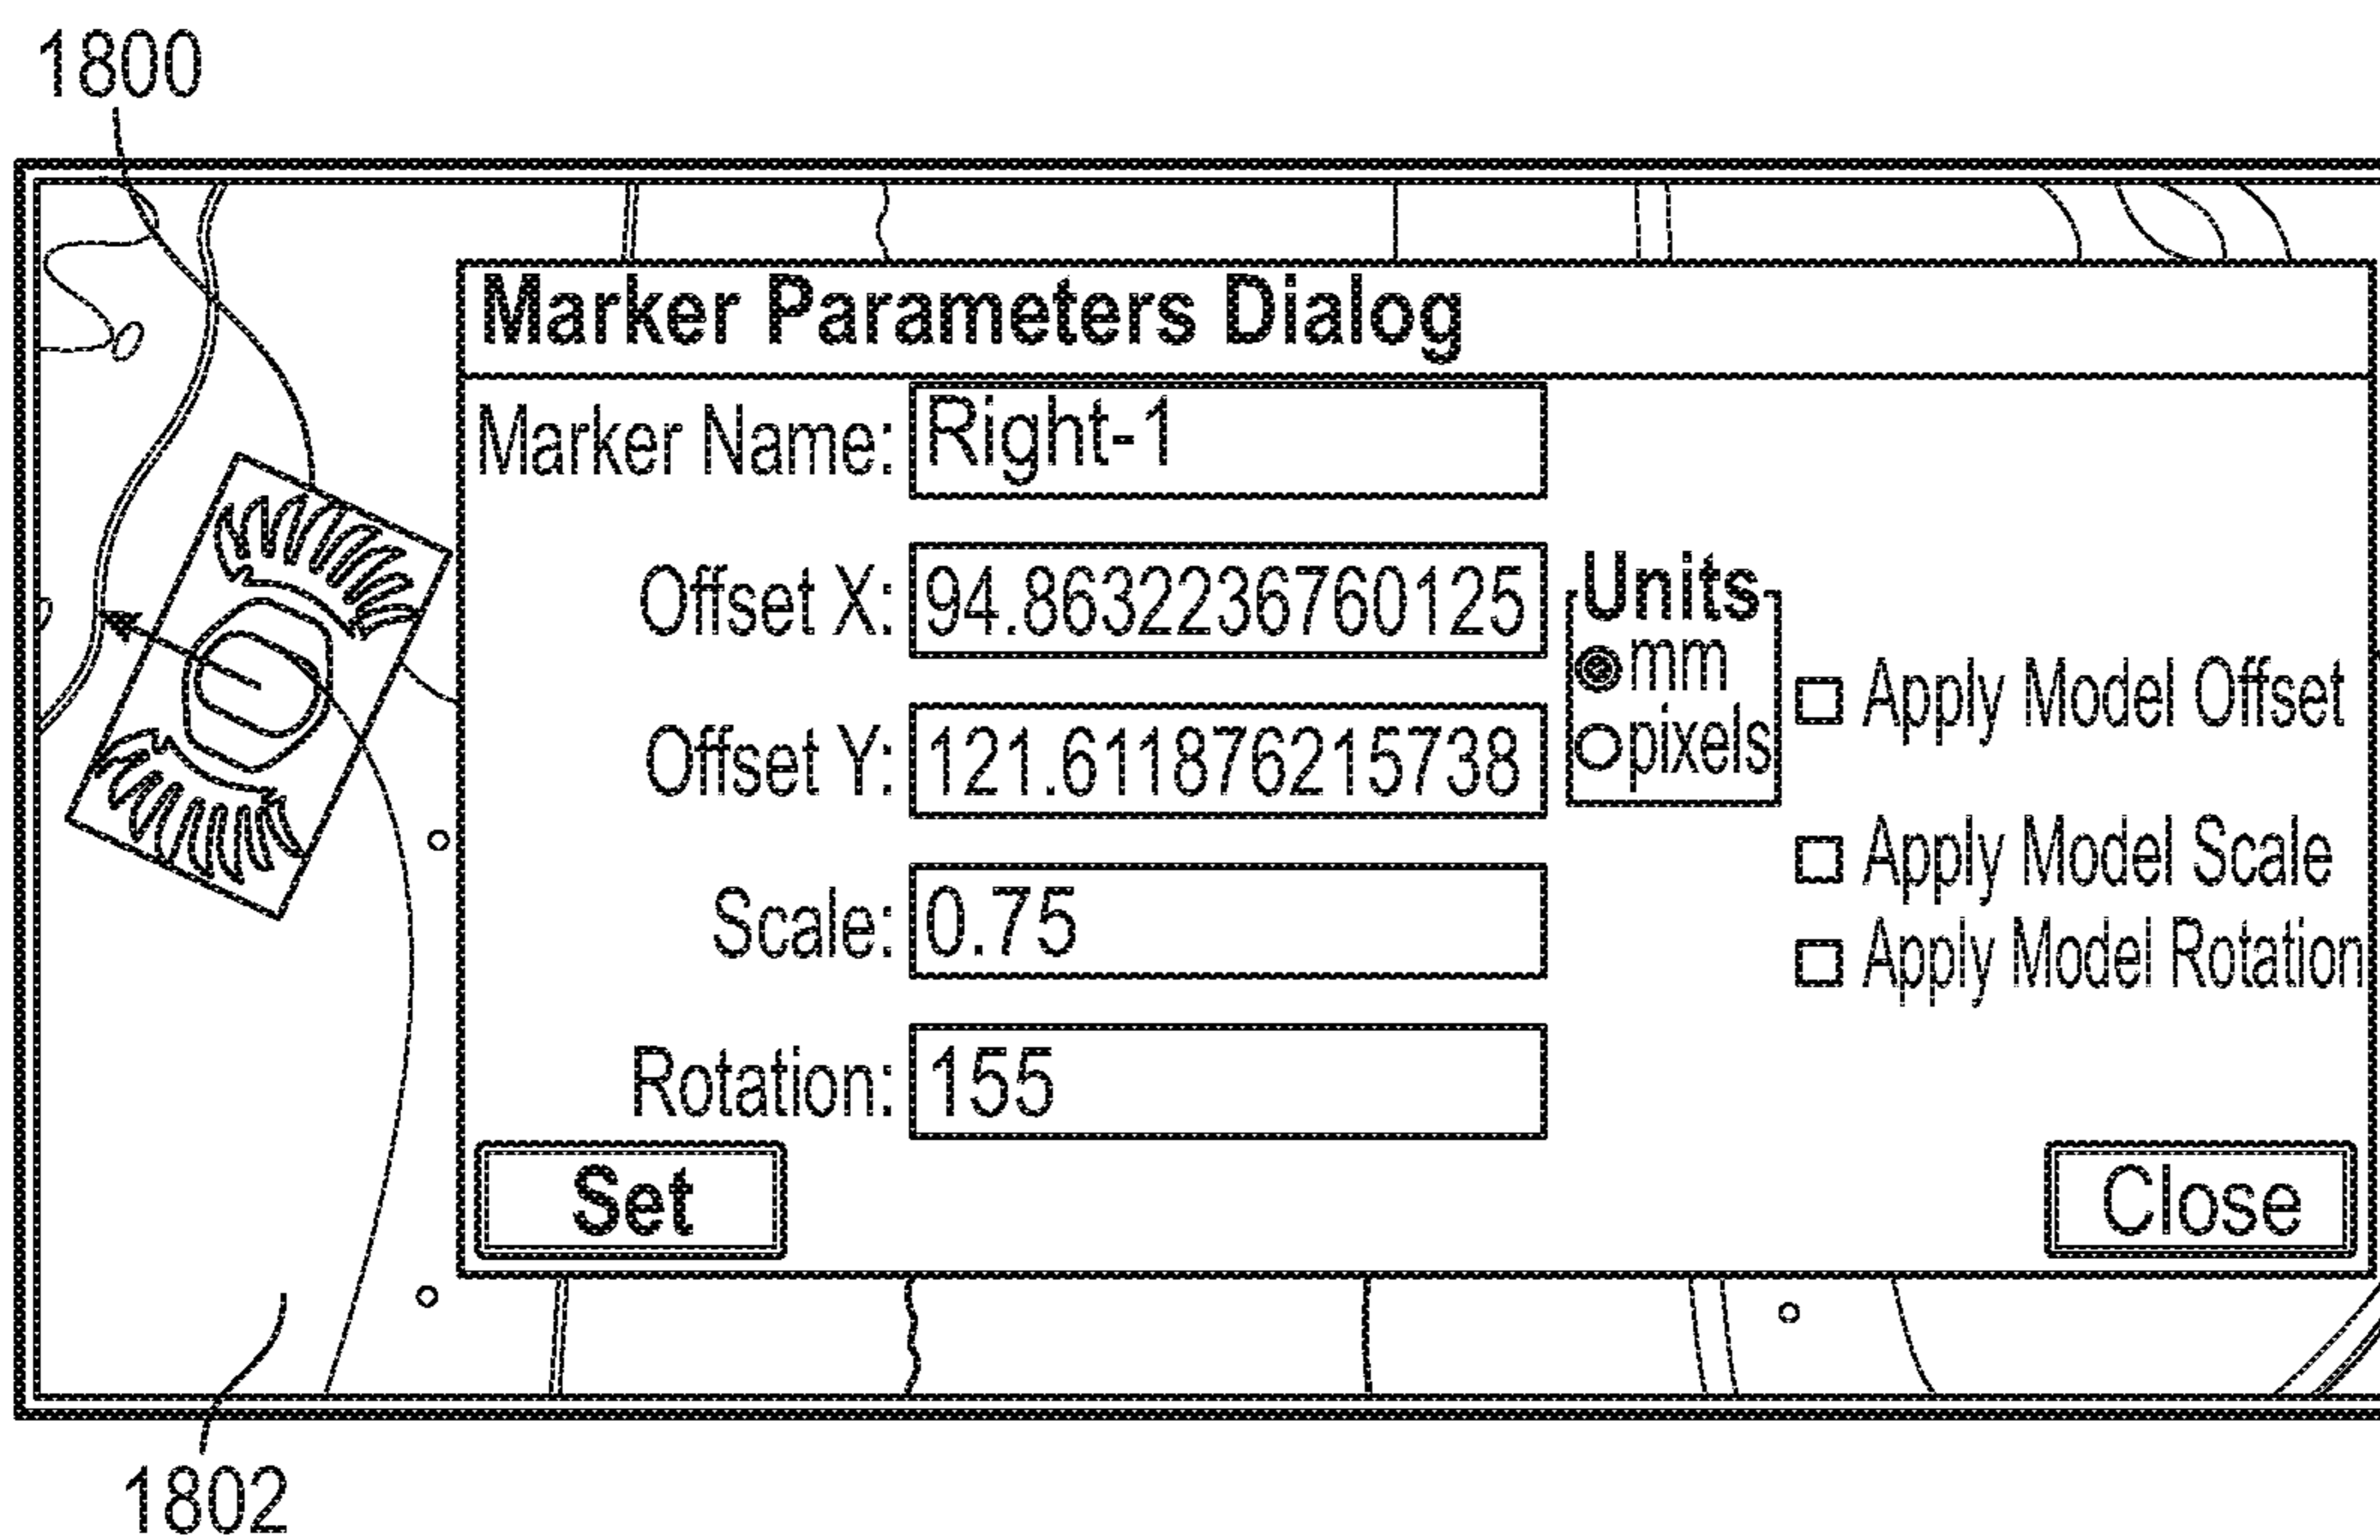 1800
Marker Parameters Dialog
Marker Name: Right-1
Offset X: 94.8632236760125
Units
mm
pixels
Apply Model Offset
Offset Y: 121.611876215738
Scale: 0.75
Apply Model Scale
Apply Model Rotation
Rotation: 155
Set
Close
1802